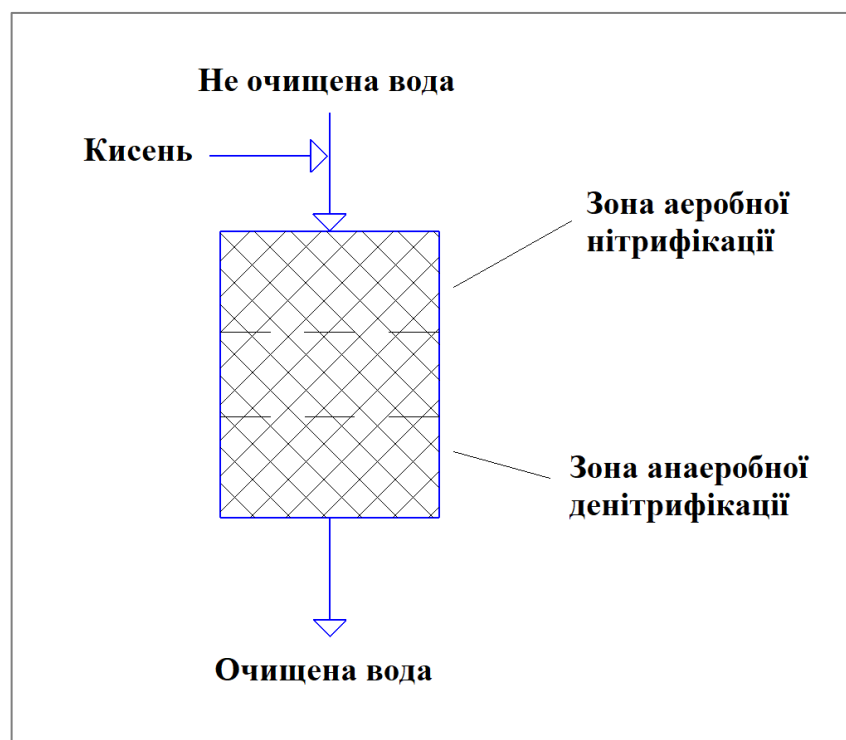 Не очищена вода
Кисень
Зона аеробної
нітрифікації
Зона анаеробної
денітрифікації
Очищена вода